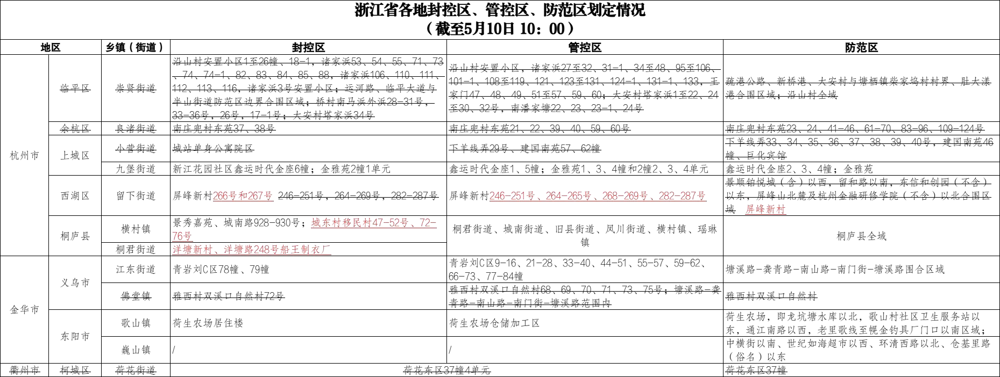 浙江省各地封控区、管控区、防范区划定情况
（截至5月10日 10：00）
地区
乡镇（街道）
封控区
管控区
防范区
杭州市
临平区
崇贤街道
沿山村安置小区1至26幢、18-1，诸家浜53、54、55、71、73
、74、74-1、82、83、84、85、88，诸家浜106、110、111、
112、113、116，诸家浜3号安置小区；运河路、临平大道与
半山街道防范区边界合围区域；桥村南马浜外浜28-31号，
33-36号，26号，17-1号；大安村塔家浜34号
沿山村安置小区，诸家浜27至32、31-1、34至48、95至106、
101-1、108至119、121、123至131、124-1、131-1、133，王
家门47、48、49、51至57、59、60；大安村塔家浜1至22、24
至30、32号，南潘家塘22、23、23-1、24号
疏港公路、新桥港、大安村与塘栖镇柴家坞村村界、肚大漾
港合围区域；沿山村全域
余杭区
良渚街道
南庄兜村东苑37、38号
南庄兜村东苑21、22、39、40、59、60号
南庄兜村东苑23、24、41-46、61-70、83-96、109-124号
上城区
小营街道
城站单身公寓院区
下羊线弄29号、建国南苑57、62幢
下羊线弄33、34、35、36、37、38、39、40号，建国南苑46
幢、巨化宾馆
九堡街道
新江花园社区鑫运时代金座6幢；金雅苑2幢1单元
鑫运时代金座1、5幢；金雅苑1、3、4幢和2幢2、3、4单元
鑫运时代金座2、3、4幢；金雅苑
西湖区
留下街道
屏峰新村266号和267号 246-251号，264-269号，282-287号
屏峰新村246-251号、264-265号、268-269号、282-287号
景顺铂悦城（含）以西，留和路以南，东信和创园（不含）
以东，屏峰山北麓及杭州金融研修学院（不含）以北合围区
域 屏峰新村
桐庐县
横村镇
景秀嘉苑、城南路928-930号；城东村移民村47-52号、72-
76号
桐君街道、城南街道、旧县街道、凤川街道、横村镇、瑶琳
镇
桐庐县全域
桐君街道
洋塘新村、洋塘路248号船王制衣厂
金华市
义乌市
江东街道
青岩刘C区78幢、79幢
青岩刘C区9-16、21-28、33-40、44-51、55-57、59-62、
66-73、77-84幢
塘溪路-龚青路-南山路-南门街-塘溪路围合区域
佛堂镇
雅西村双溪口自然村72号
雅西村双溪口自然村68、69、70、71、73、75号；塘溪路-龚
青路-南山路-南门街-塘溪路范围内
雅西村双溪口自然村
东阳市
歌山镇
荷生农场居住楼
荷生农场仓储加工区
荷生农场，即龙坑塘水库以北，歌山村社区卫生服务站以
东，通江南路以西，老里歌线至幌金钓具厂门口以南区域；
巍山镇
/
/
中横街以南、世纪如海超市以西、环清西路以北、仓基里路
（俗名）以东
衢州市
柯城区
荷花街道
荷花东区37幢4单元
荷花东区37幢